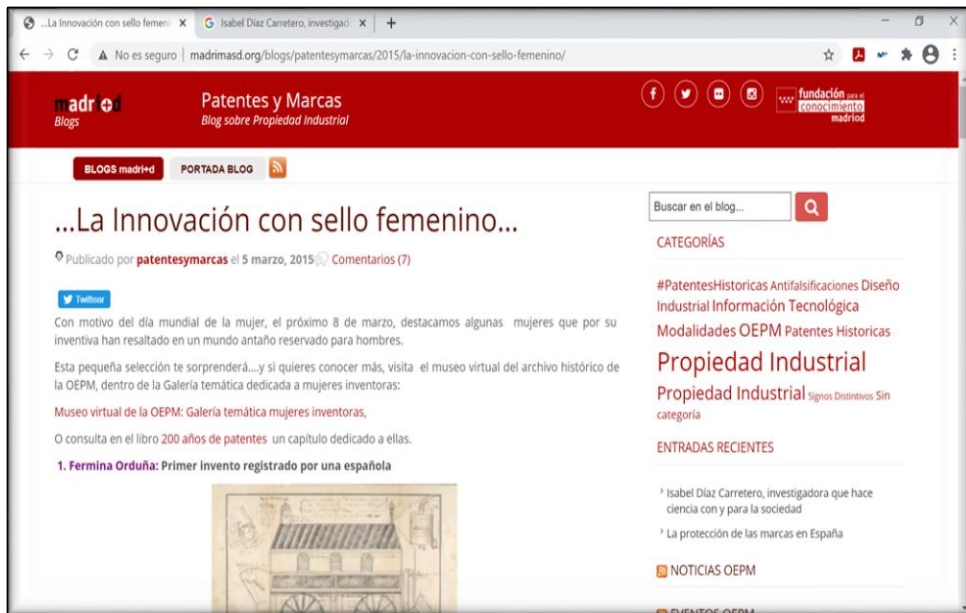 ...La Innovación con sello femeni
Isabel Díaz Carretero, investigad
No es seguro | madrimasd.org/blogs/patentesymarcas/2015/la-innovacion-con-sello-femenino/
madri+d
Blogs
Patentes y Marcas
Blog sobre Propiedad Industrial
fundación para el
conocimiento
madriod
BLOGS madri+d
PORTADA BLOG
...La Innovación con sello femenino...
Publicado por patentesymarcas el 5 marzo, 2015 Comentarios (7)
Twittear
Con motivo del día mundial de la mujer, el próximo 8 de marzo, destacamos algunas mujeres que por su
inventiva han resaltado en un mundo antaño reservado para hombres.
Esta pequeña selección te sorprenderá....y si quieres conocer más, visita el museo virtual del archivo histórico de
la OEPM, dentro de la Galería temática dedicada a mujeres inventoras:
Museo virtual de la OEPM: Galería temática mujeres inventoras,
O consulta en el libro 200 años de patentes un capítulo dedicado a ellas.
1. Fermina Orduña: Primer invento registrado por una española
Buscar en el blog...
CATEGORÍAS
#PatentesHistoricas Antifalsificaciones Diseño
Industrial Información Tecnológica
Modalidades OEPM Patentes Historicas
Propiedad Industrial
Propiedad Industrial Signos Distintivos Sin
categoría
ENTRADAS RECIENTES
Isabel Díaz Carretero, investigadora que hace
ciencia con y para la sociedad
La protección de las marcas en España
NOTICIAS OEPM
EVENTOS OEPM